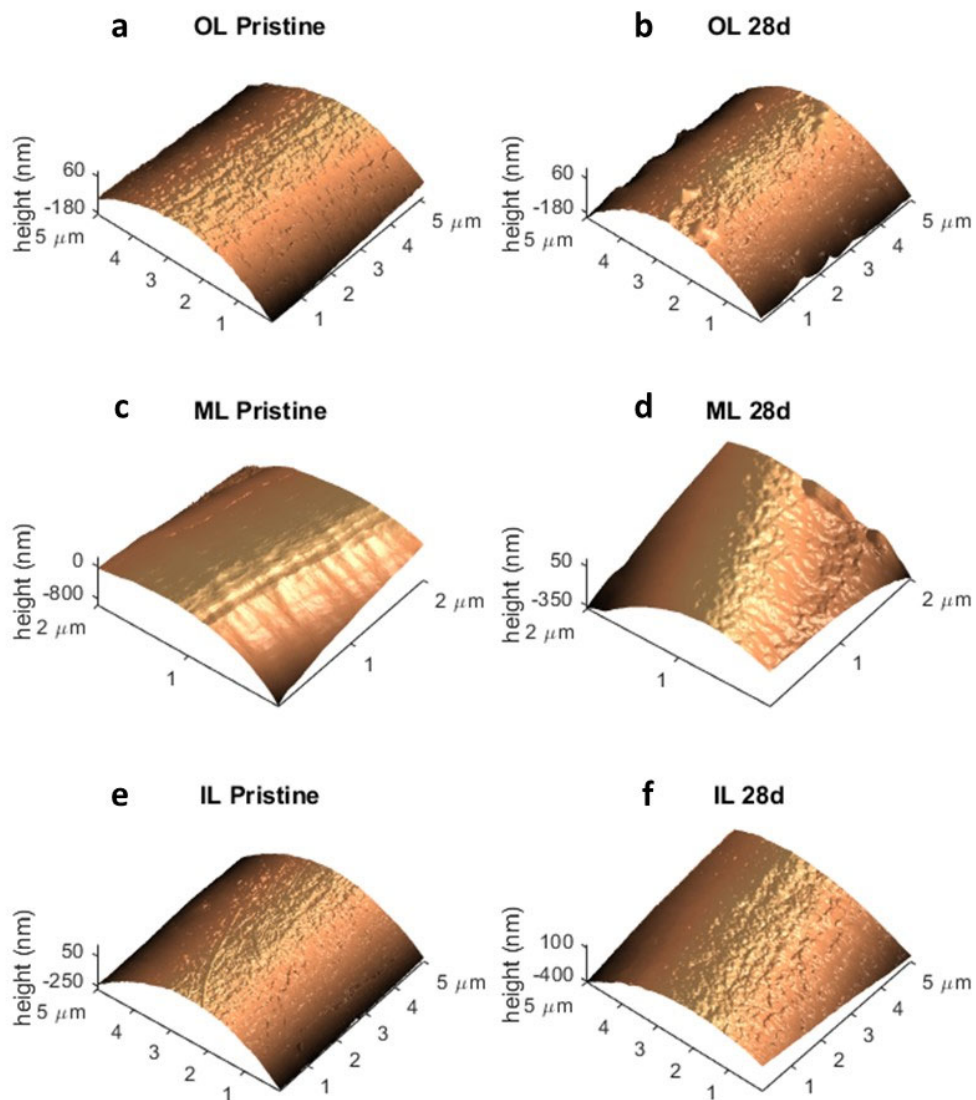 a OL Pristine
height (nm)
60
-180
5 μm
4
3
2
1
1
2
3
4
5 μm
b OL 28d
height (nm)
60
-180
5 μm
4
3
2
1
1
2
3
4
5 μm
c ML Pristine
height (nm)
0
-800
2 μm
1
1
2 μm
d ML 28d
height (nm)
50
-350
2 μm
1
1
2 μm
e IL Pristine
height (nm)
50
-250
5 μm
4
3
2
1
1
2
3
4
5 μm
f IL 28d
height (nm)
100
-400
5 μm
4
3
2
1
1
2
3
4
5 μm